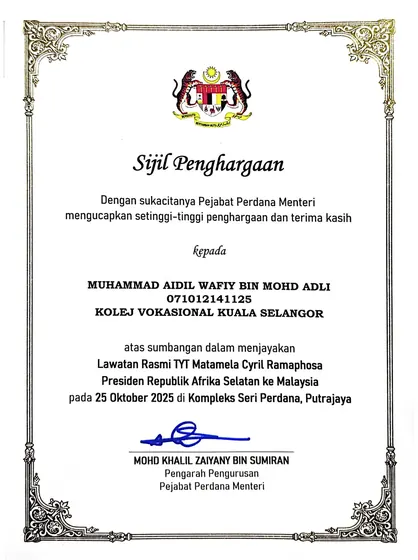 Sijil Penghargaan
Dengan sukacitanya Pejabat Perdana Menteri
mengucapkan setinggi-tinggi penghargaan dan terima kasih
kepada
MUHAMMAD AIDIL WAFIY BIN MOHD ADLI
071012141125
KOLEJ VOKASIONAL KUALA SELANGOR
atas sumbangan dalam menjayakan
Lawatan Rasmi TYT Matamela Cyril Ramaphosa
Presiden Republik Afrika Selatan ke Malaysia
pada 25 Oktober 2025 di Kompleks Seri Perdana, Putrajaya
MOHD KHALIL ZAIYANY BIN SUMIRAN
Pengarah Pengurusan
Pejabat Perdana Menteri